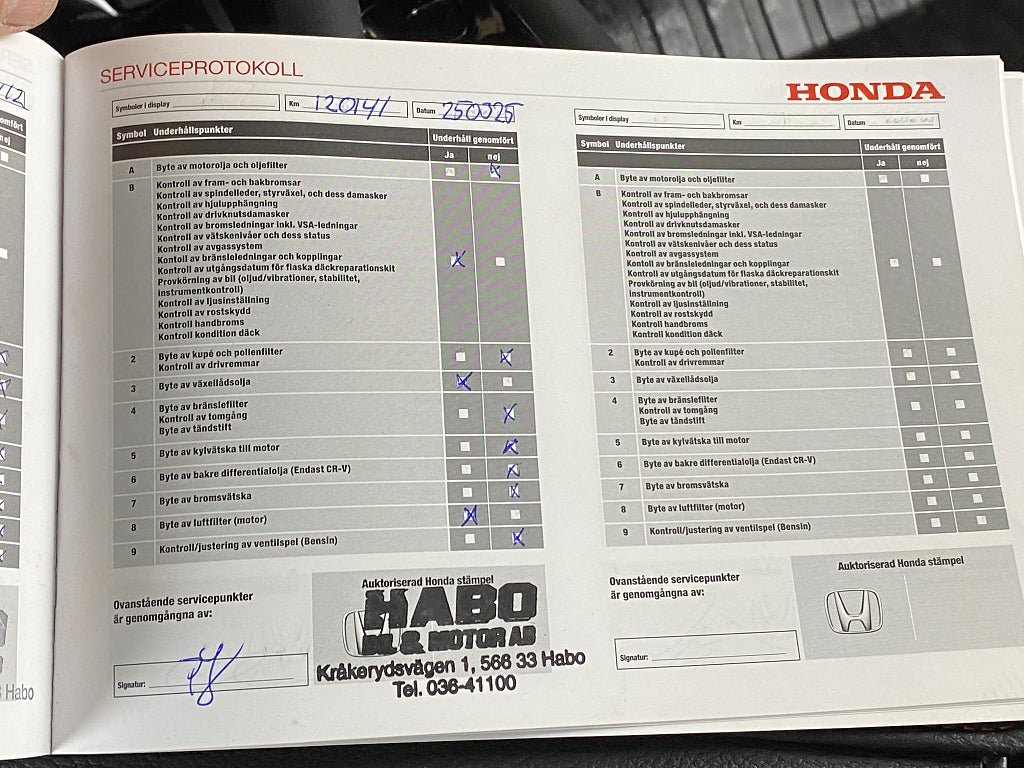 SERVICEPROTOKOLL
HONDA
Symboler i display
Km 120141
Datum
Symbol Underhållspunkter
Underhåll genomfört
Ja nej
A Byte av motorolja och oljefilter
B Kontroll av fram- och bakbromsar
Kontroll av spindelleder, styrväxel, och dess damasker
Kontroll av hjulupphängning
Kontroll av drivknutsdamasker
Kontroll av bromsledningar inkl. VSA-ledningar
Kontroll av vätskenivåer och dess status
Kontroll av avgassystem
Kontoll av bränsleledningar och kopplingar
Kontroll av utgångsdatum för flaska däckreparationskit
Provkörning av bil (oljud/vibrationer, stabilitet,
instrumentkontroll)
Kontroll av ljusinställning
Kontroll av rostskydd
Kontroll handbroms
Kontroll kondition däck
2 Byte av kupé och pollenfilter
Kontroll av drivremmar
3 Byte av växellådsolja
4 Byte av bränslefilter
Kontroll av tomgång
Byte av tändstift
5 Byte av kylvätska till motor
6 Byte av bakre differentialolja (Endast CR-V)
7 Byte av bromsvätska
8 Byte av luftfilter (motor)
9 Kontroll/justering av ventilspel (Bensin)
Ovanstående servicepunkter
är genomgångna av:
Signatur:
Auktoriserad Honda stämpel
HABO
BIL & MOTOR AB
Kråkerydsvägen 1, 566 33 Habo
Tel. 036-41100
Symboler i display
Km
Datum
Symbol Underhållspunkter
Underhåll genomfört
Ja nej
A Byte av motorolja och oljefilter
B Kontroll av fram- och bakbromsar
Kontroll av spindelleder, styrväxel, och dess damasker
Kontroll av hjulupphängning
Kontroll av drivknutsdamasker
Kontroll av bromsledningar inkl. VSA-ledningar
Kontroll av vätskenivåer och dess status
Kontroll av avgassystem
Kontoll av bränsleledningar och kopplingar
Kontroll av utgångsdatum för flaska däckreparationskit
Provkörning av bil (oljud/vibrationer, stabilitet,
instrumentkontroll)
Kontroll av ljusinställning
Kontroll av rostskydd
Kontroll handbroms
Kontroll kondition däck
2 Byte av kupé och pollenfilter
Kontroll av drivremmar
3 Byte av växellådsolja
4 Byte av bränslefilter
Kontroll av tomgång
Byte av tändstift
5 Byte av kylvätska till motor
6 Byte av bakre differentialolja (Endast CR-V)
7 Byte av bromsvätska
8 Byte av luftfilter (motor)
9 Kontroll/justering av ventilspel (Bensin)
Ovanstående servicepunkter
är genomgångna av:
Signatur:
Auktoriserad Honda stämpel
nej
Habo